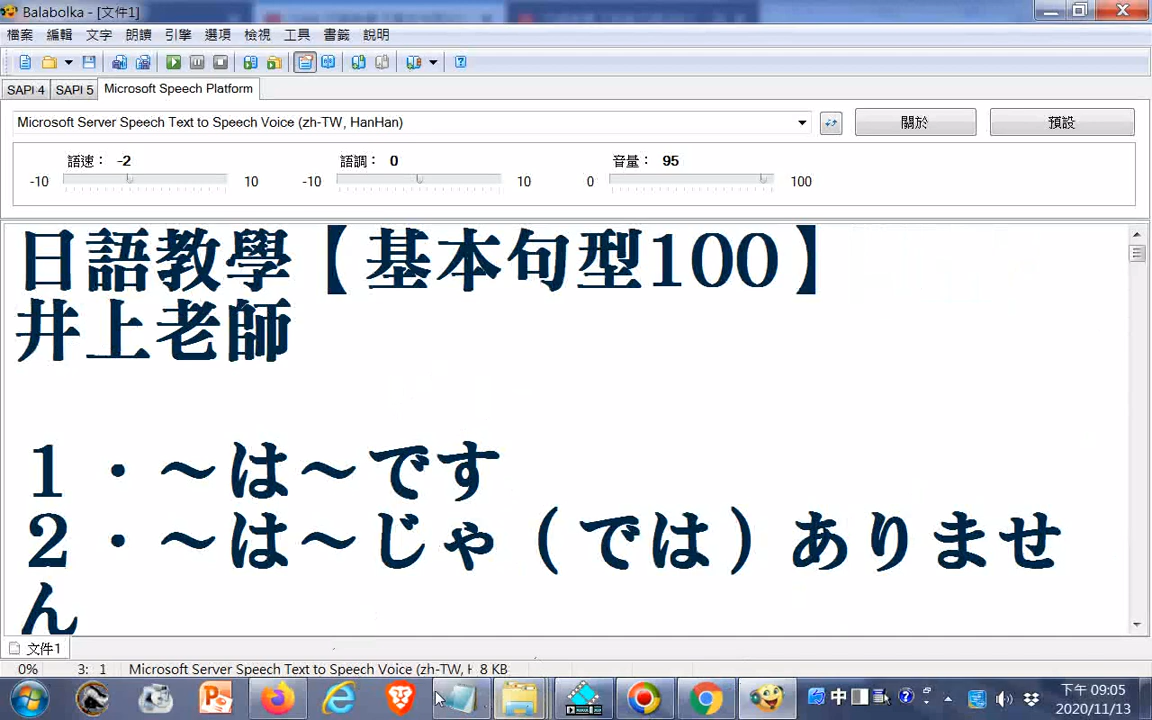 Balabolka - [文件1]
檔案 編輯 文字 朗讀 引擎 選項 檢視 工具 書籤 說明
SAPI 4 SAPI 5 Microsoft Speech Platform
Microsoft Server Speech Text to Speech Voice (zh-TW, HanHan) 關於 預設
語速： -2 語調： 0 音量： 95
-10 10 -10 10 0 100
日語教學【基本句型100】
井上老師
１・～は～です
２・～は～じゃ（では）ありませ
ん
文件1
0% 3: 1 Microsoft Server Speech Text to Speech Voice (zh-TW, H 8 KB
中 下午 09:05
2020/11/13